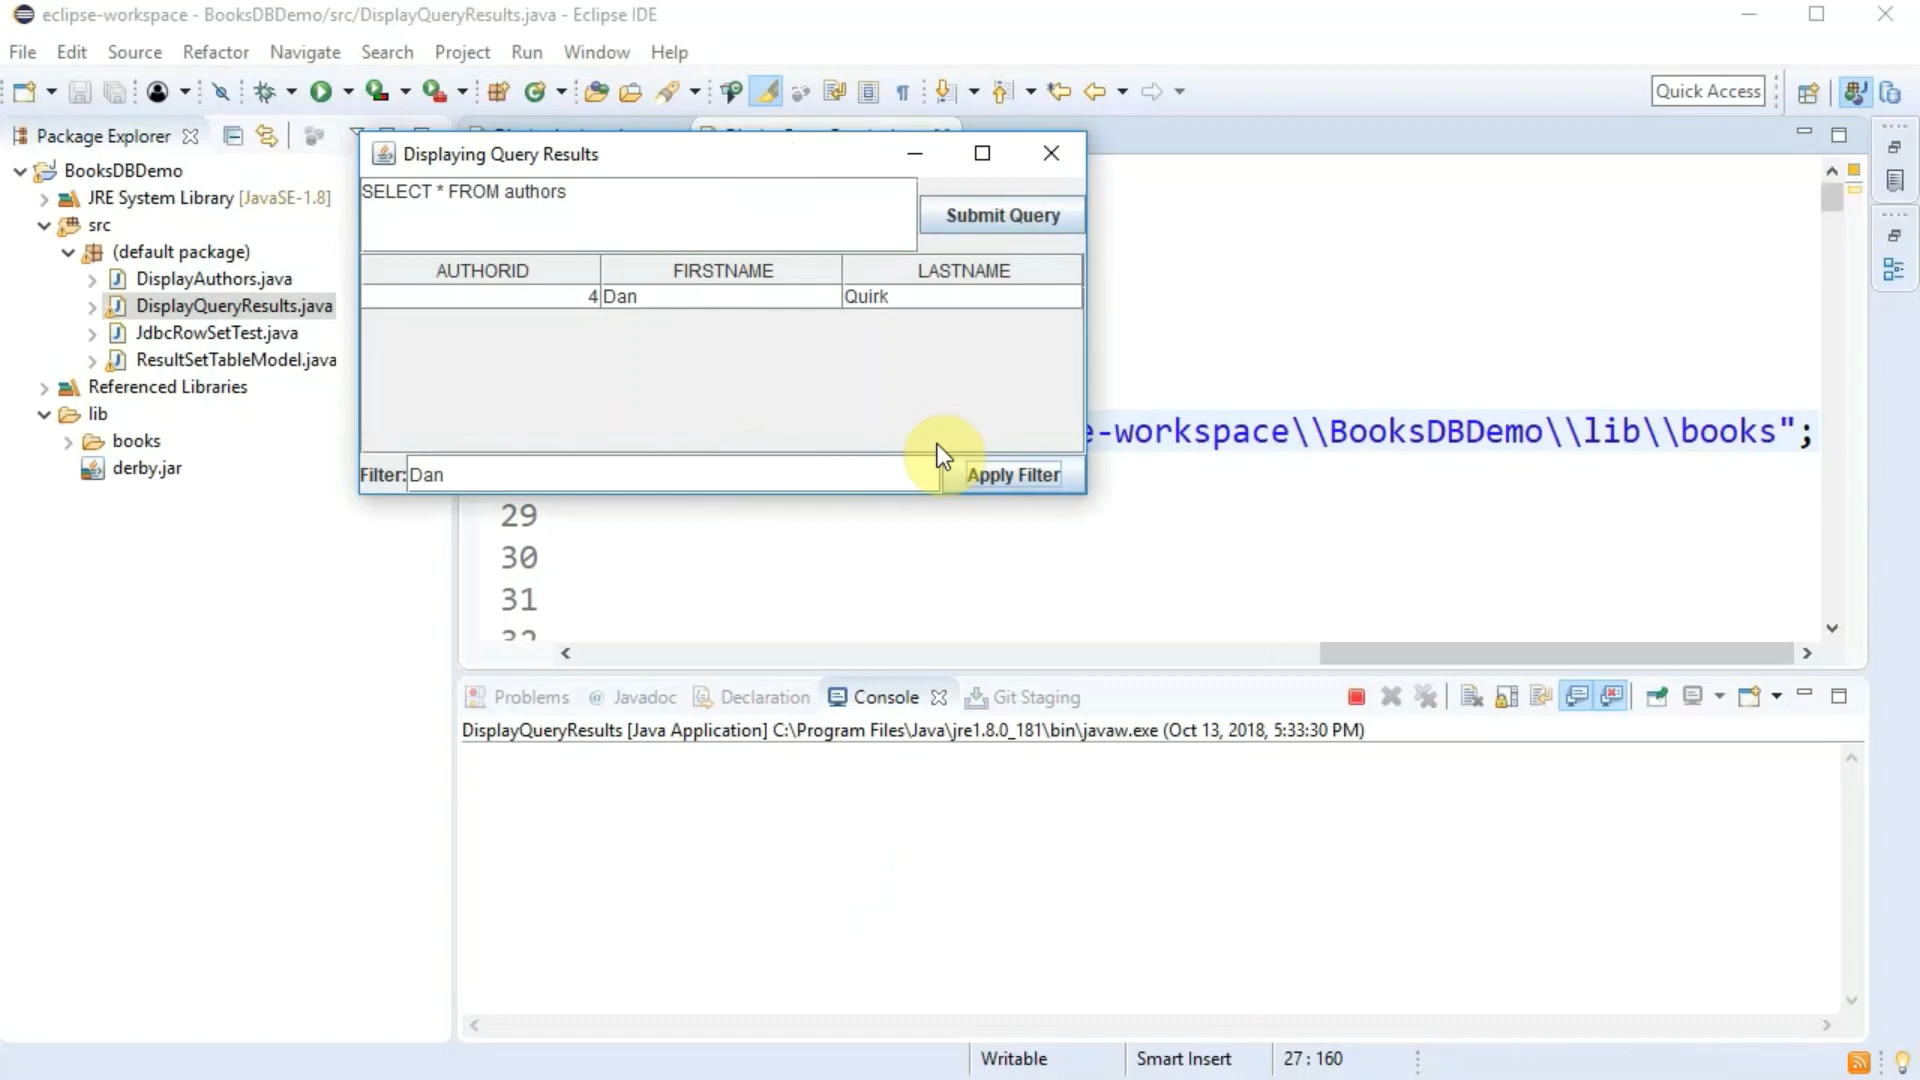 eclipse-workspace - BooksDBDemo/src/DisplayQueryResults.java - Eclipse IDE
File Edit Source Refactor Navigate Search Project Run Window Help
Quick Access
Package Explorer
BooksDBDemo
JRE System Library [JavaSE-1.8]
src
(default package)
DisplayAuthors.java
DisplayQueryResults.java
JdbcRowSetTest.java
ResultSetTableModel.java
Referenced Libraries
lib
books
derby.jar
Displaying Query Results
SELECT * FROM authors
Submit Query
AUTHORID FIRSTNAME LASTNAME
4 Dan Quirk
Filter: Dan Apply Filter
e-workspace\\BooksDBDemo\\lib\\books";
29
30
31
32
Problems @ Javadoc Declaration Console Git Staging
DisplayQueryResults [Java Application] C:\Program Files\Java\jre1.8.0_181\bin\javaw.exe (Oct 13, 2018, 5:33:30 PM)
Writable Smart Insert 27 : 160